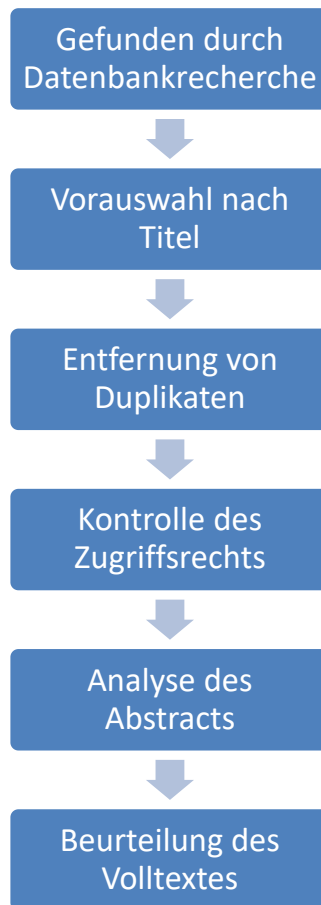 Gefunden durch
Datenbankrecherche
Vorauswahl nach
Titel
Entfernung von
Duplikaten
Kontrolle des
Zugriffsrechts
Analyse des
Abstracts
Beurteilung des
Volltextes